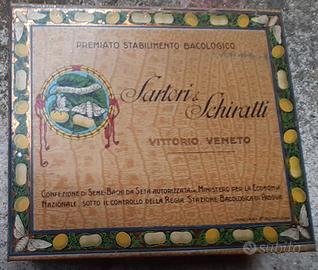 PREMIATO STABILIMENTO BACOLOGICO
Sartori & Schiratti
VITTORIO VENETO
CONFEZIONE DI SEME-BACHI DA SETA AUTORIZZATA DAL MINISTERO PER LA ECONOMIA
NAZIONALE, SOTTO IL CONTROLLO DELLA REGIA STAZIONE BACOLOGICA DI PADOVA
subito